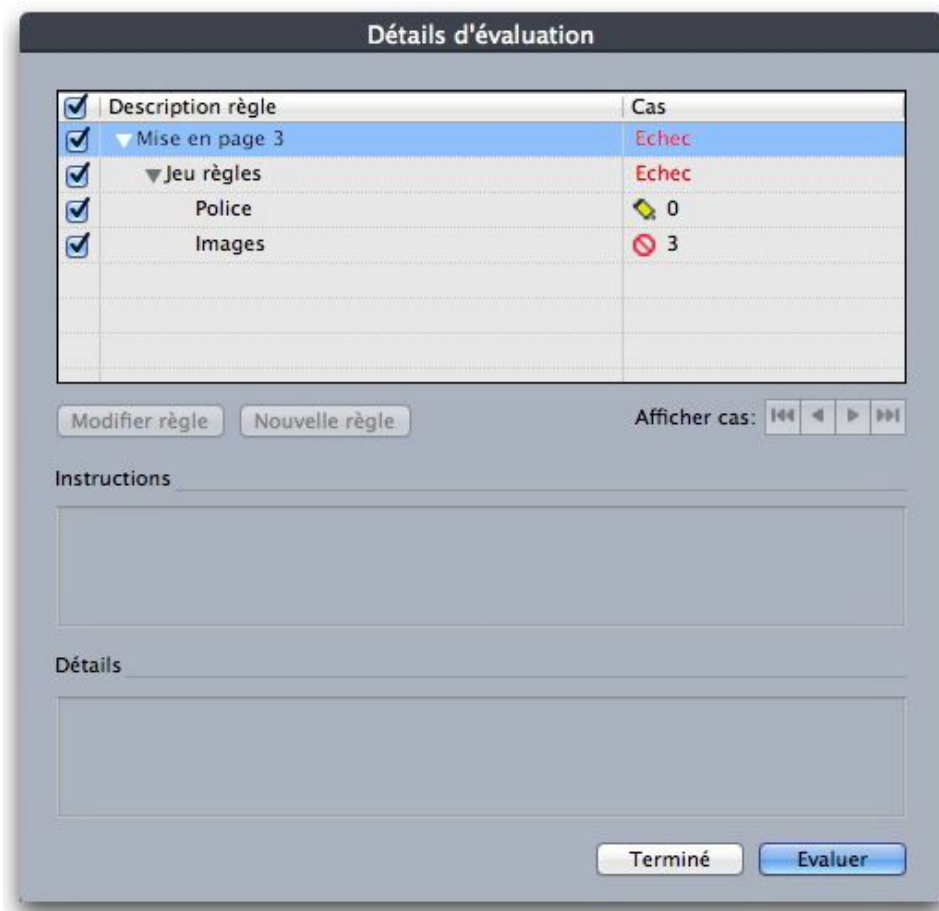 Détails d'évaluation
Description règle Cas
Mise en page 3 Echec
Jeu règles Echec
Police 0
Images 3
Modifier règle Nouvelle règle Afficher cas:
Instructions
Détails
Terminé Evaluer